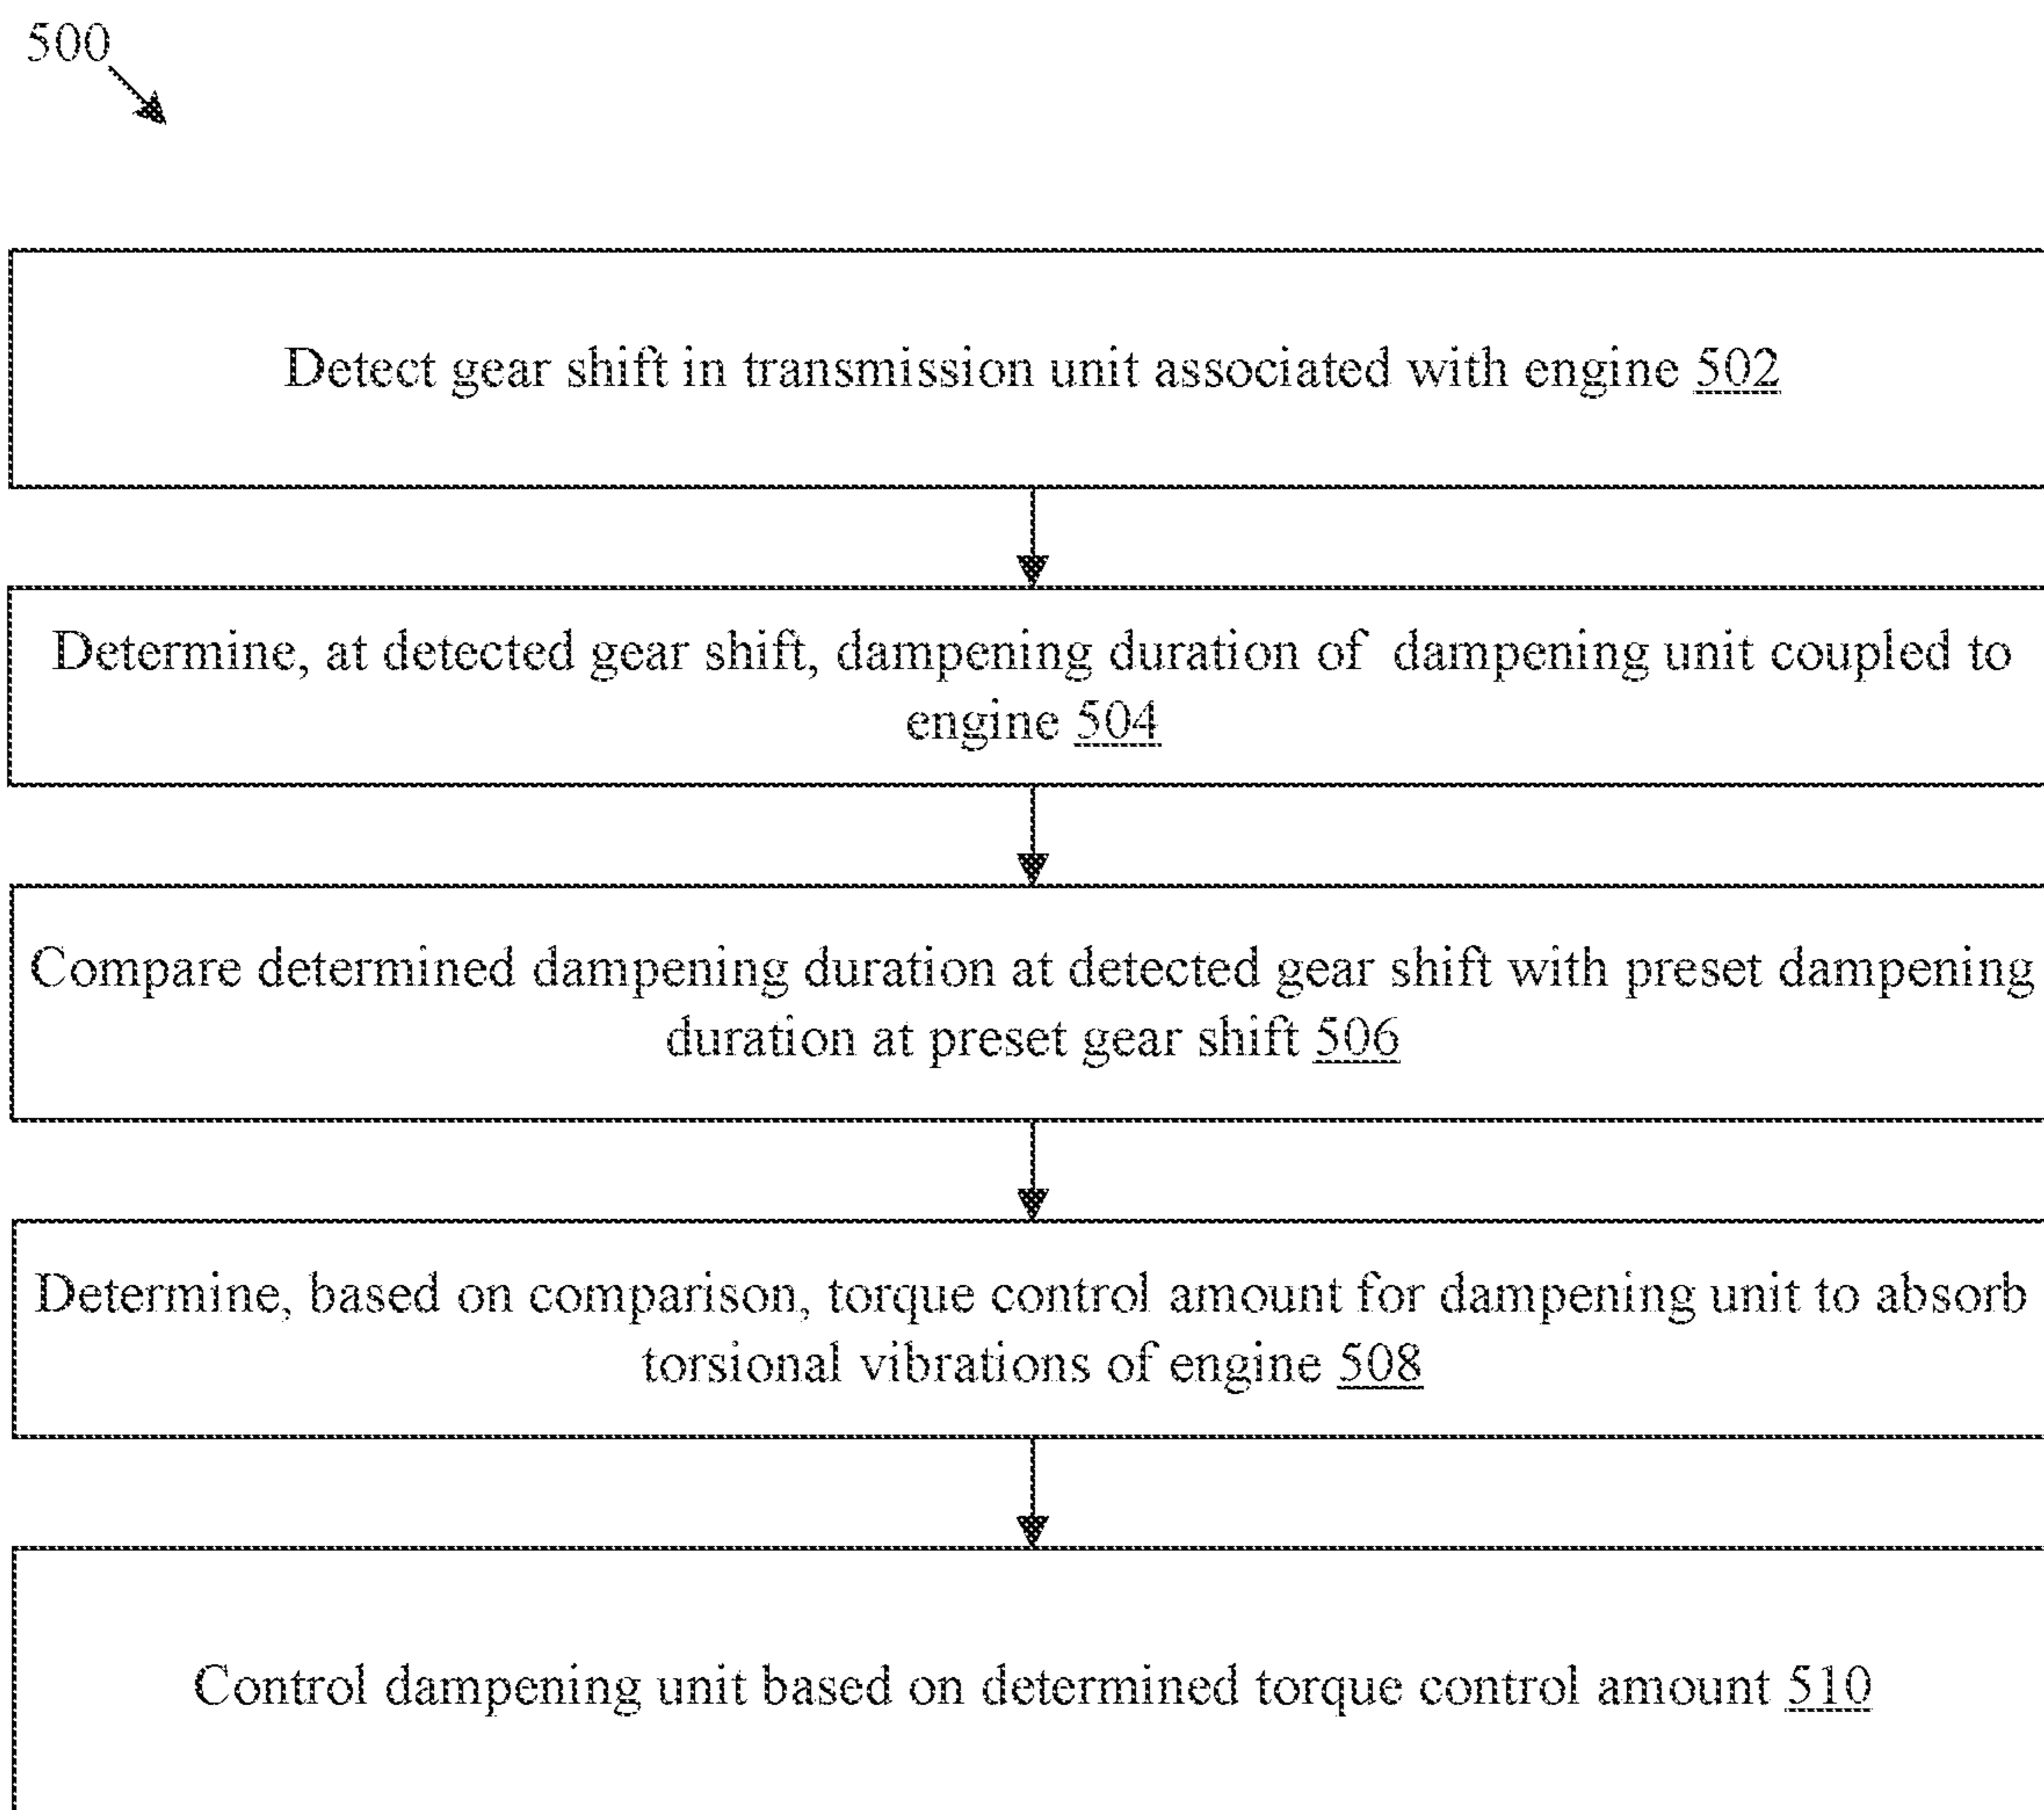 500
Detect gear shift in transmission unit associated with engine 502
Determine, at detected gear shift, dampening duration of dampening unit coupled to
engine 504
Compare determined dampening duration at detected gear shift with preset dampening
duration at preset gear shift 506
Determine, based on comparison, torque control amount for dampening unit to absorb
torsional vibrations of engine 508
Control dampening unit based on determined torque control amount 510